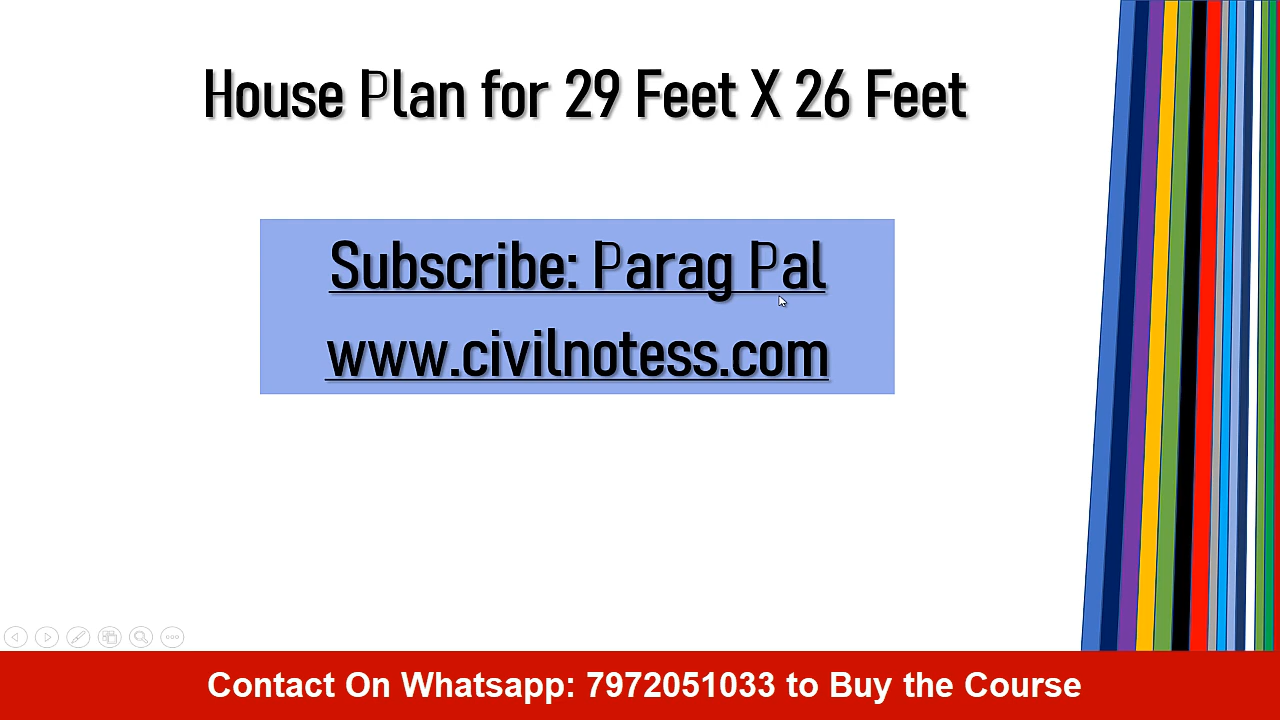 House Plan for 29 Feet X 26 Feet
Subscribe: Parag Pal
www.civilnotess.com
Contact On Whatsapp: 7972051033 to Buy the Course